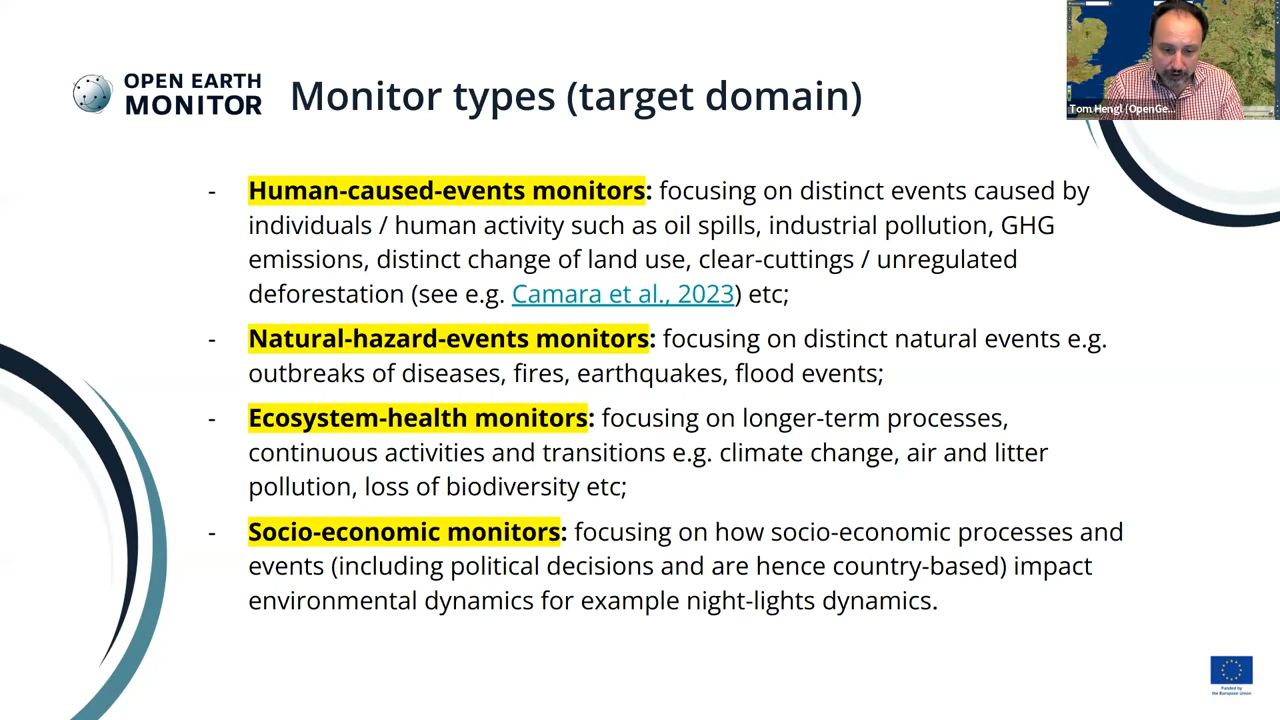 OPEN EARTH
MONITOR
Monitor types (target domain)
Tom Hengl (OpenGe...
- Human-caused-events monitors: focusing on distinct events caused by
individuals / human activity such as oil spills, industrial pollution, GHG
emissions, distinct change of land use, clear-cuttings / unregulated
deforestation (see e.g. Camara et al., 2023) etc;
- Natural-hazard-events monitors: focusing on distinct natural events e.g.
outbreaks of diseases, fires, earthquakes, flood events;
- Ecosystem-health monitors: focusing on longer-term processes,
continuous activities and transitions e.g. climate change, air and litter
pollution, loss of biodiversity etc;
- Socio-economic monitors: focusing on how socio-economic processes and
events (including political decisions and are hence country-based) impact
environmental dynamics for example night-lights dynamics.
Funded by
the European Union